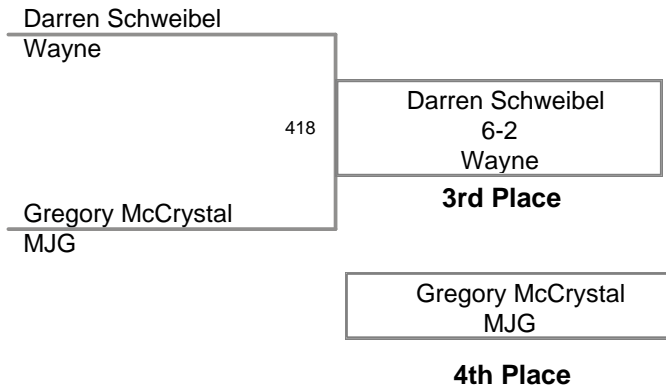 Darren Schweibel
Wayne
418
Darren Schweibel
6-2
Wayne
3rd Place
Gregory McCrystal
MJG
Gregory McCrystal
MJG
4th Place